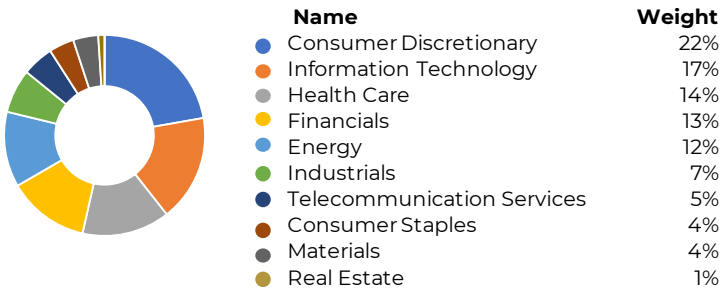 Name Weight
Consumer Discretionary 22%
Information Technology 17%
Health Care 14%
Financials 13%
Energy 12%
Industrials 7%
Telecommunication Services 5%
Consumer Staples 4%
Materials 4%
Real Estate 1%